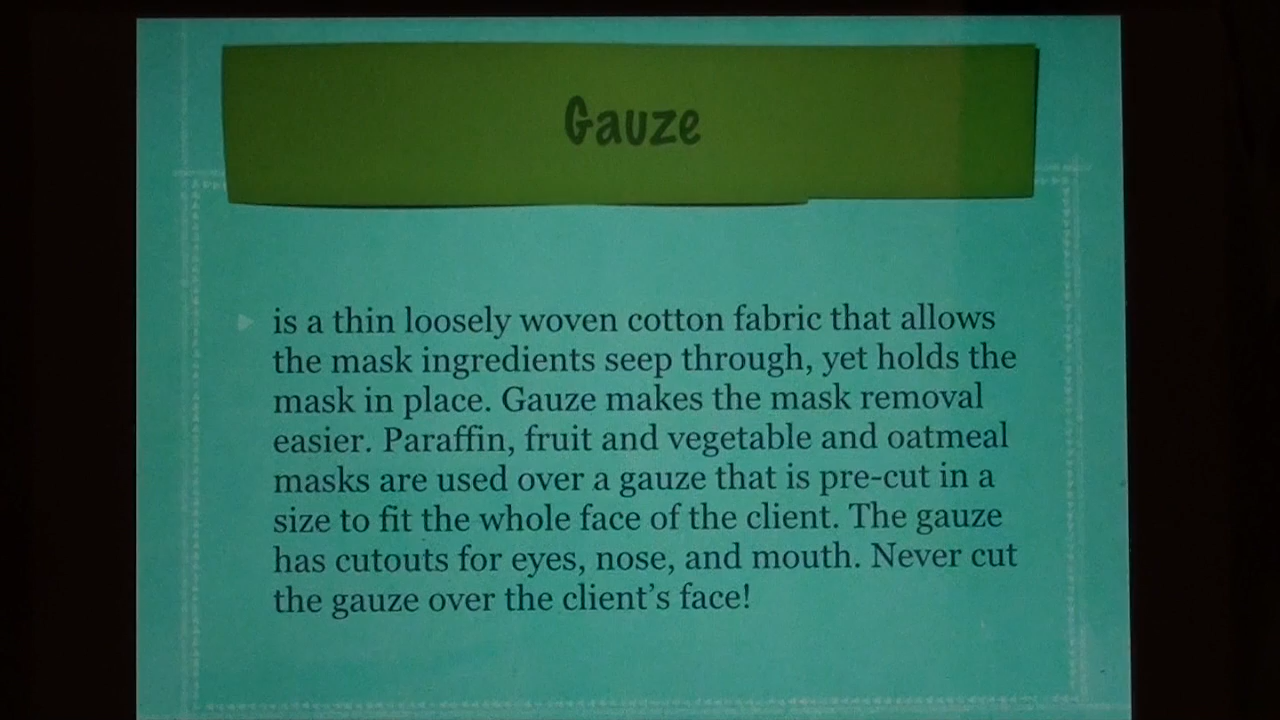 Gauze
is a thin loosely woven cotton fabric that allows
the mask ingredients seep through, yet holds the
mask in place. Gauze makes the mask removal
easier. Paraffin, fruit and vegetable and oatmeal
masks are used over a gauze that is pre-cut in a
size to fit the whole face of the client. The gauze
has cutouts for eyes, nose, and mouth. Never cut
the gauze over the client’s face!